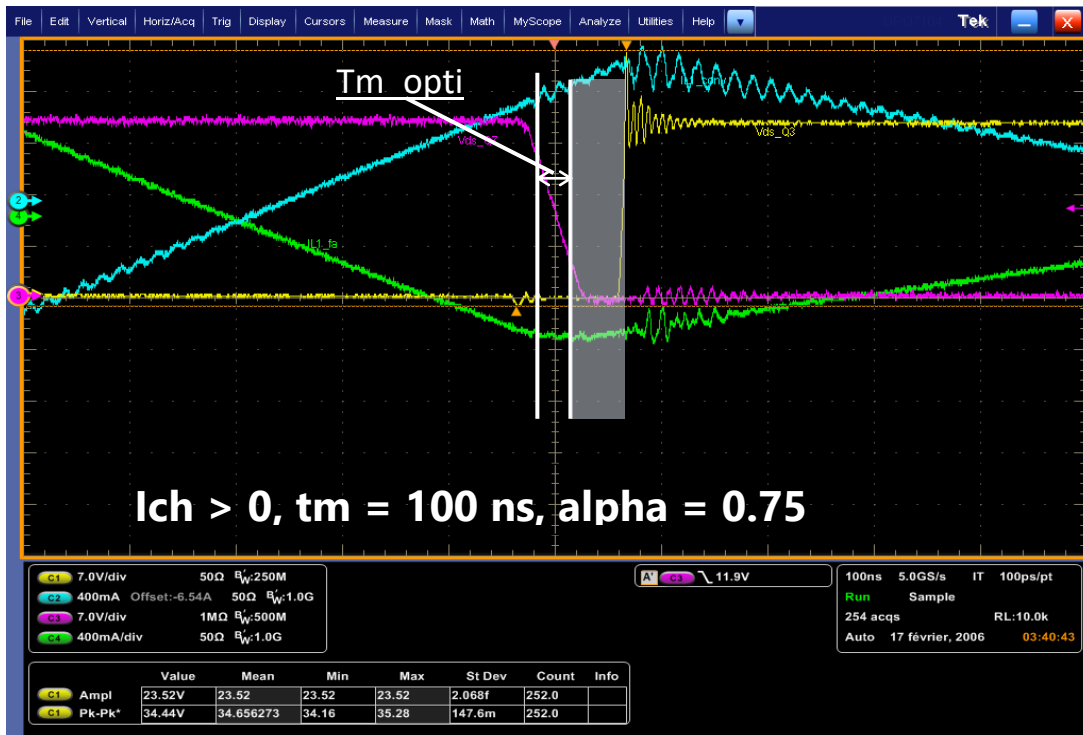 File Edit Vertical Horiz/Acq Trig Display Cursors Measure Mask Math MyScope Analyze Utilities Help Tek
Tm opti
Vds_Q3
IL1_fa
2
3
Ich > 0, tm = 100 ns, alpha = 0.75
C1 7.0V/div 50Ω BW:250M
C2 400mA Offset:-6.54A 50Ω BW:1.0G
C3 7.0V/div 1MΩ BW:500M
C4 400mA/div 50Ω BW:1.0G
A' C3 11.9V
100ns 5.0GS/s IT 100ps/pt
Run Sample
254 acqs RL:10.0k
Auto 17 février, 2006 03:40:43
Value Mean Min Max St Dev Count Info
C1 Ampl 23.52V 23.52 23.52 23.52 2.068f 252.0
C1 Pk-Pk* 34.44V 34.656273 34.16 35.28 147.6m 252.0